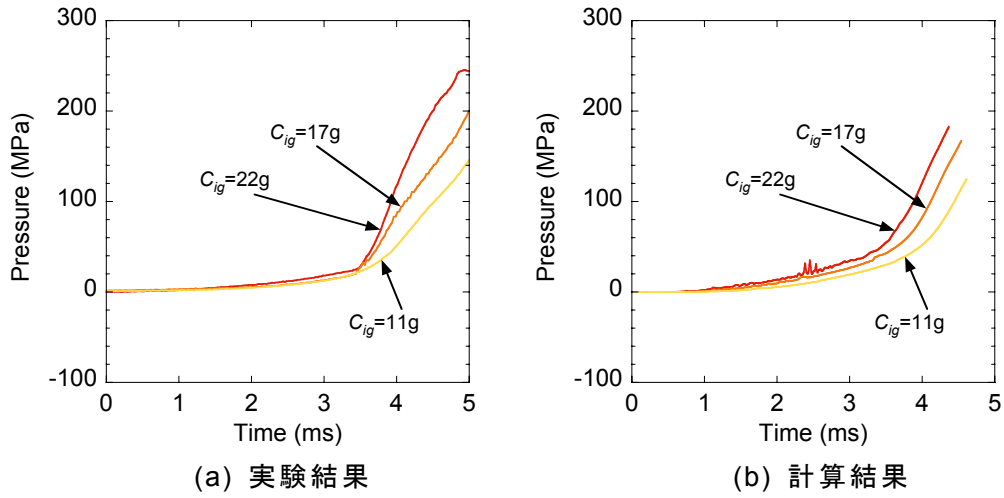 300
200
100
0
-100
Pressure (MPa)
C_ig=17g
C_ig=22g
C_ig=11g
0 1 2 3 4 5
Time (ms)
(a) 実験結果
300
200
100
0
-100
Pressure (MPa)
C_ig=17g
C_ig=22g
C_ig=11g
0 1 2 3 4 5
Time (ms)
(b) 計算結果